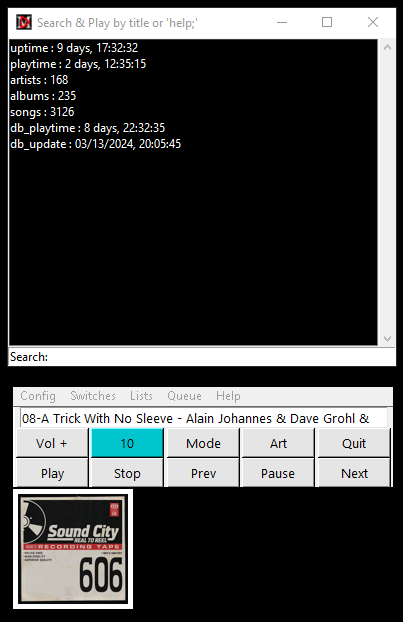 Search & Play by title or 'help;'
uptime : 9 days, 17:32:32
playtime : 2 days, 12:35:15
artists : 168
albums : 235
songs : 3126
db_playtime : 8 days, 22:32:35
db_update : 03/13/2024, 20:05:45
Search:
Config Switches Lists Queue Help
08-A Trick With No Sleeve - Alain Johannes & Dave Grohl &
Vol + 10 Mode Art Quit
Play Stop Prev Pause Next
Sound City
REAL TO REEL
RECORDING TAPE
606